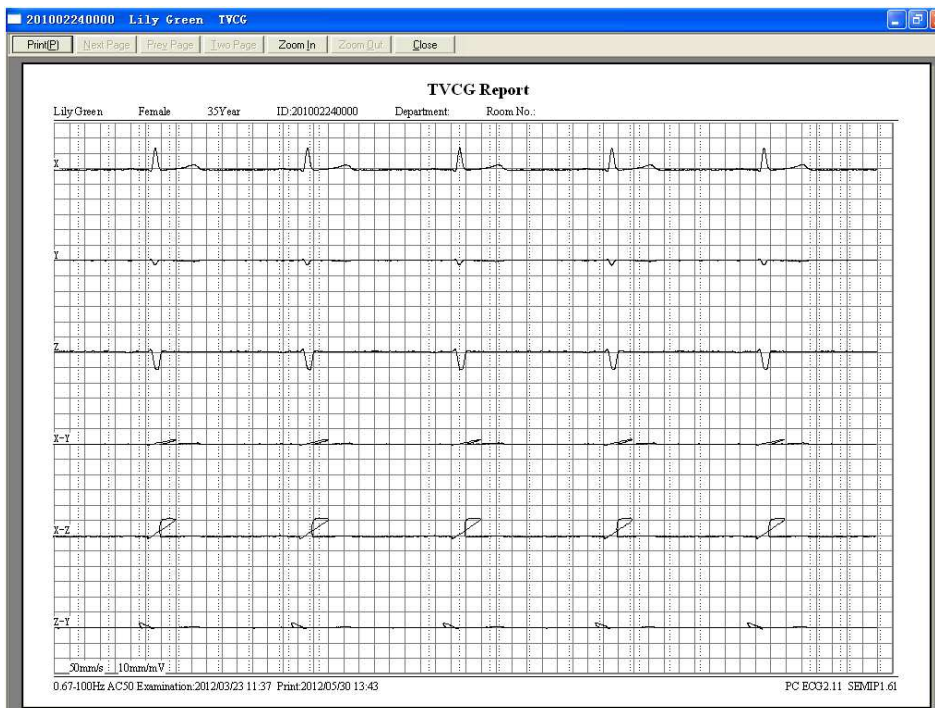 201002240000 Lily Green TVCG
Print(P) Next Page Prev Page Two Page Zoom In Zoom Out Close
TVCG Report
Lily Green Female 35Year ID:201002240000 Department: Room No.:
X
Y
Z
X-Y
X-Z
Z-Y
50mm/s 10mm/mV
0.67-100Hz AC50 Examination:2012/03/23 11:37 Print:2012/05/30 13:43 PC ECG2.11 SEMIP1.61